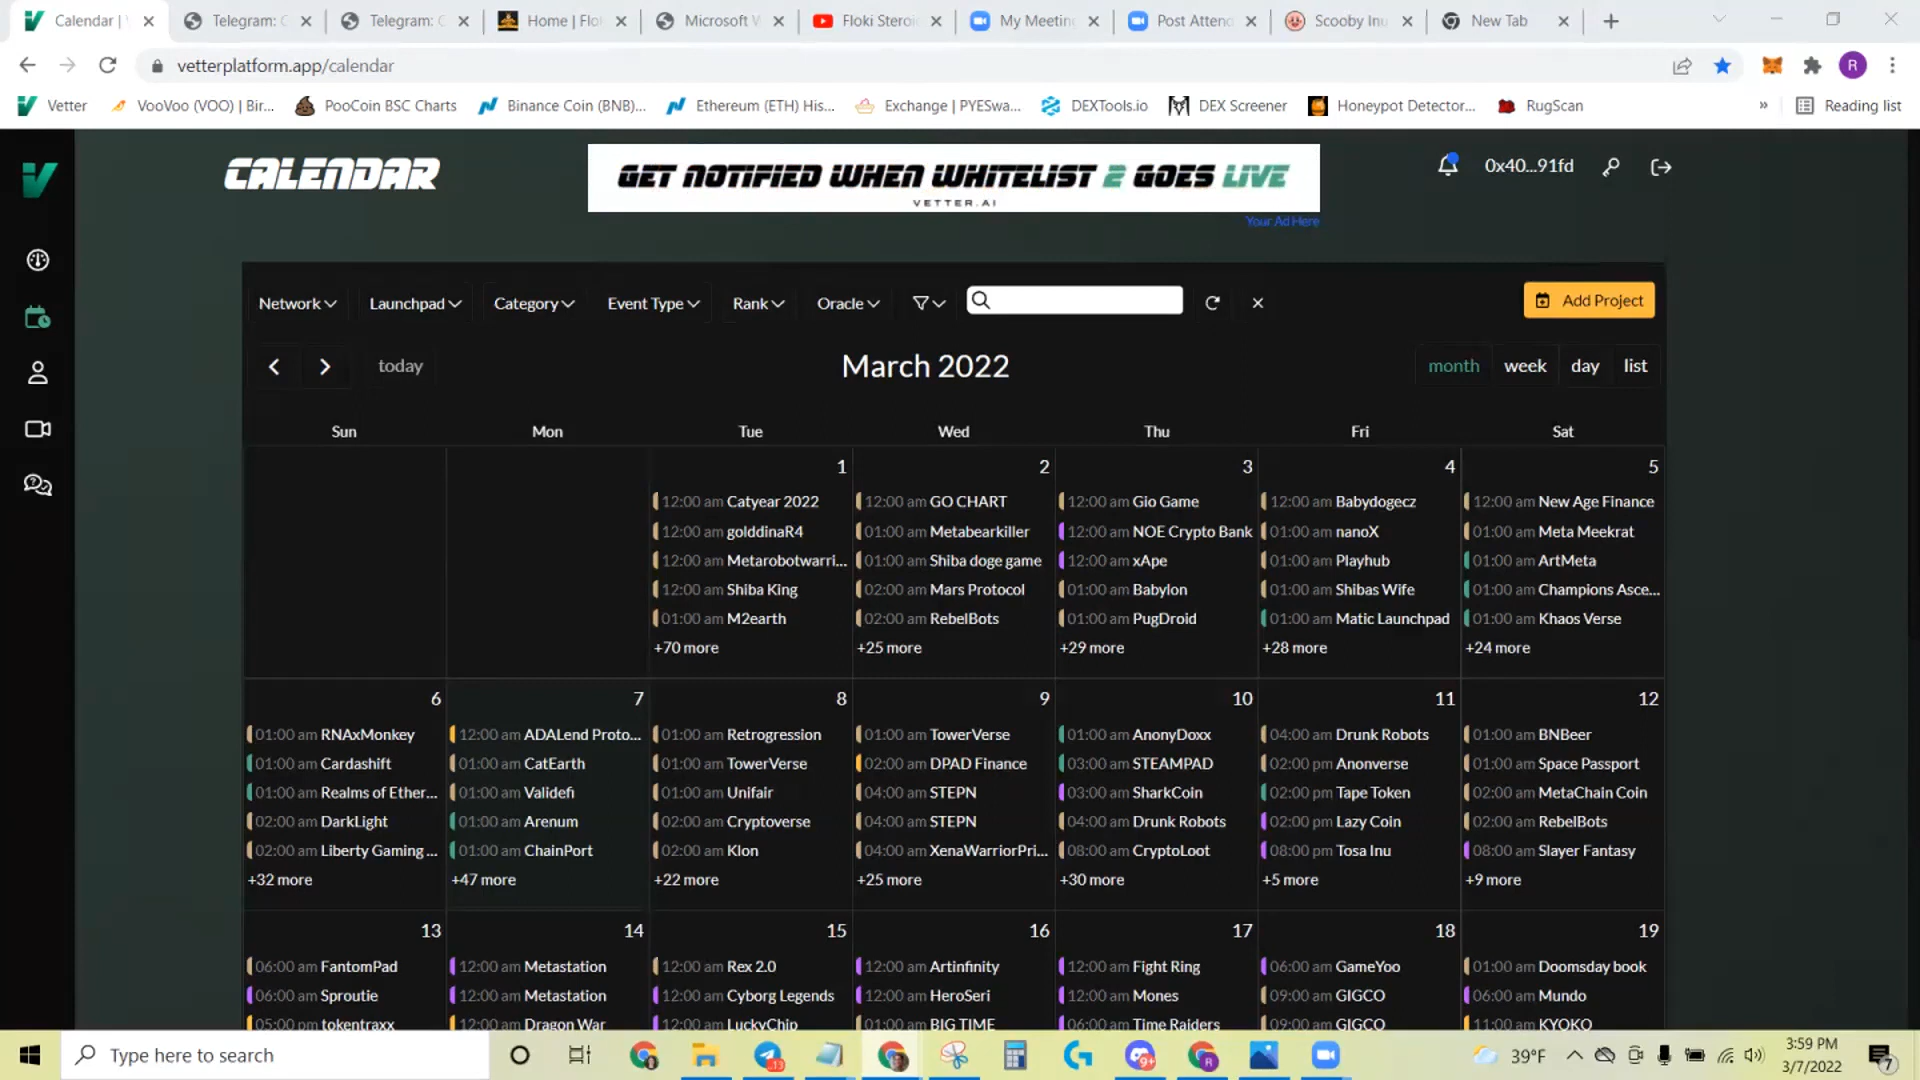 Calendar |
Telegram: C
Telegram: C
Home | Flo
Microsoft V
Floki Steroi
My Meetin
Post Attend
Scooby Inu
New Tab
vetterplatform.app/calendar
R
Vetter
VooVoo (VOO) | Bir...
PooCoin BSC Charts
Binance Coin (BNB)...
Ethereum (ETH) His...
Exchange | PYESwa...
DEXTools.io
DEX Screener
Honeypot Detector...
RugScan
»
Reading list
CALENDAR
GET NOTIFIED WHEN WHITELIST 2 GOES LIVE
VETTER.AI
Your Ad Here
0x40...91fd
Network
Launchpad
Category
Event Type
Rank
Oracle
Add Project
today
March 2022
month
week
day
list
Sun Mon Tue Wed Thu Fri Sat
1 2 3 4 5
12:00 am Catyear 2022 12:00 am GO CHART 12:00 am Gio Game 12:00 am Babydogecz 12:00 am New Age Finance
12:00 am golddinaR4 01:00 am Metabearkiller 12:00 am NOE Crypto Bank 01:00 am nanoX 01:00 am Meta Meekrat
12:00 am Metarobotwarri... 01:00 am Shiba doge game 12:00 am xApe 01:00 am Playhub 01:00 am ArtMeta
12:00 am Shiba King 02:00 am Mars Protocol 01:00 am Babylon 01:00 am Shibas Wife 01:00 am Champions Asce...
01:00 am M2earth 02:00 am RebelBots 01:00 am PugDroid 01:00 am Matic Launchpad 01:00 am Khaos Verse
+70 more +25 more +29 more +28 more +24 more
6 7 8 9 10 11 12
01:00 am RNAxMonkey 12:00 am ADALend Proto... 01:00 am Retrogression 01:00 am TowerVerse 01:00 am AnonyDoxx 04:00 am Drunk Robots 01:00 am BNBeer
01:00 am Cardashift 01:00 am CatEarth 01:00 am TowerVerse 02:00 am DPAD Finance 03:00 am STEAMPAD 02:00 pm Anonverse 01:00 am Space Passport
01:00 am Realms of Ether... 01:00 am Validefi 01:00 am Unifair 04:00 am STEPN 03:00 am SharkCoin 02:00 pm Tape Token 02:00 am MetaChain Coin
02:00 am DarkLight 01:00 am Arenum 02:00 am Cryptoverse 04:00 am STEPN 04:00 am Drunk Robots 02:00 pm Lazy Coin 02:00 am RebelBots
02:00 am Liberty Gaming ... 01:00 am ChainPort 02:00 am Klon 04:00 am XenaWarriorPri... 08:00 am CryptoLoot 08:00 pm Tosa Inu 08:00 am Slayer Fantasy
+32 more +47 more +22 more +25 more +30 more +5 more +9 more
13 14 15 16 17 18 19
06:00 am FantomPad 12:00 am Metastation 12:00 am Rex 2.0 12:00 am Artinfinity 12:00 am Fight Ring 06:00 am GameYoo 01:00 am Doomsday book
06:00 am Sproutie 12:00 am Metastation 12:00 am Cyborg Legends 12:00 am HeroSeri 12:00 am Mones 09:00 am GIGCO 06:00 am Mundo
05:00 pm tokentraxx 12:00 am Dragon War 12:00 am LuckyChip 01:00 am BIG TIME 06:00 am Time Raiders 09:00 am GIGCO 11:00 am KYOKO
Type here to search
39°F
3:59 PM
3/7/2022
7